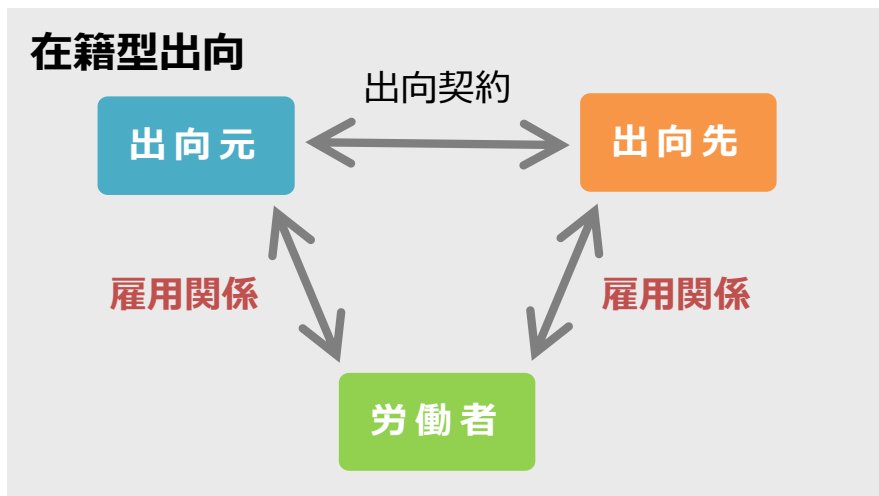 在籍型出向
出向契約
出向元
出向先
雇用関係
雇用関係
労働者